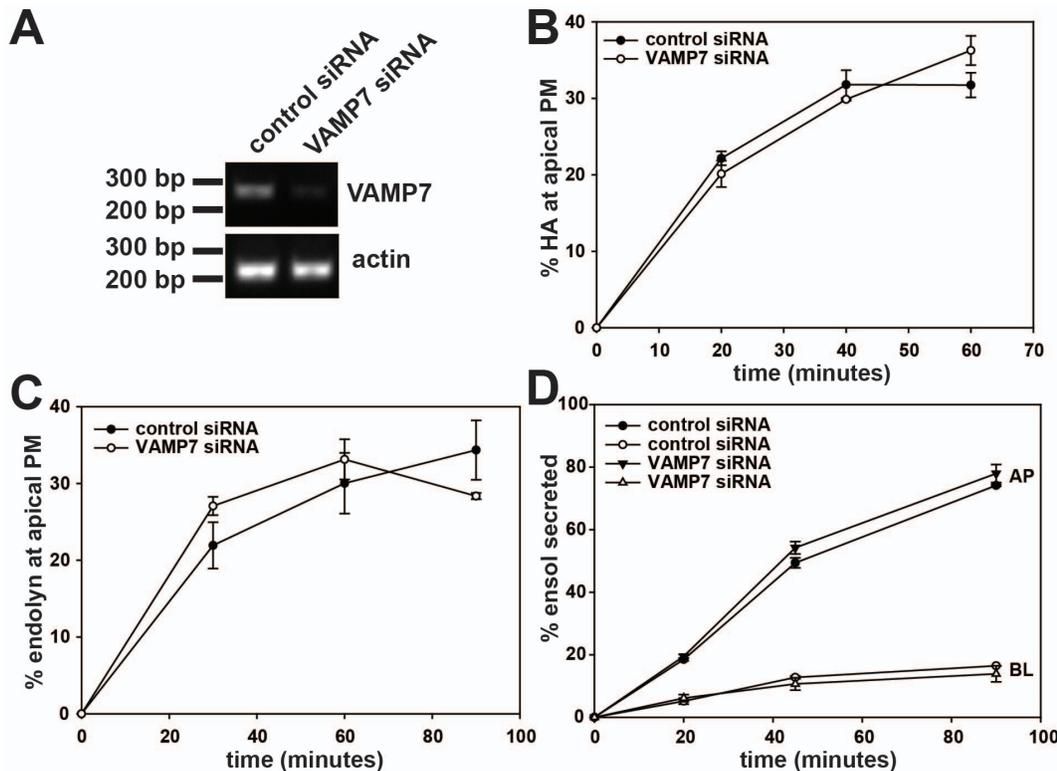 A
control siRNA
VAMP7 siRNA
300 bp
200 bp
VAMP7
300 bp
200 bp
actin
B
control siRNA
VAMP7 siRNA
% HA at apical PM
40
30
20
10
0
0 10 20 30 40 50 60 70
time (minutes)
C
control siRNA
VAMP7 siRNA
% endolyn at apical PM
40
30
20
10
0
0 20 40 60 80 100
time (minutes)
D
control siRNA
control siRNA
VAMP7 siRNA
VAMP7 siRNA
% ensol secreted
100
80
60
40
20
0
AP
BL
0 20 40 60 80 100
time (minutes)